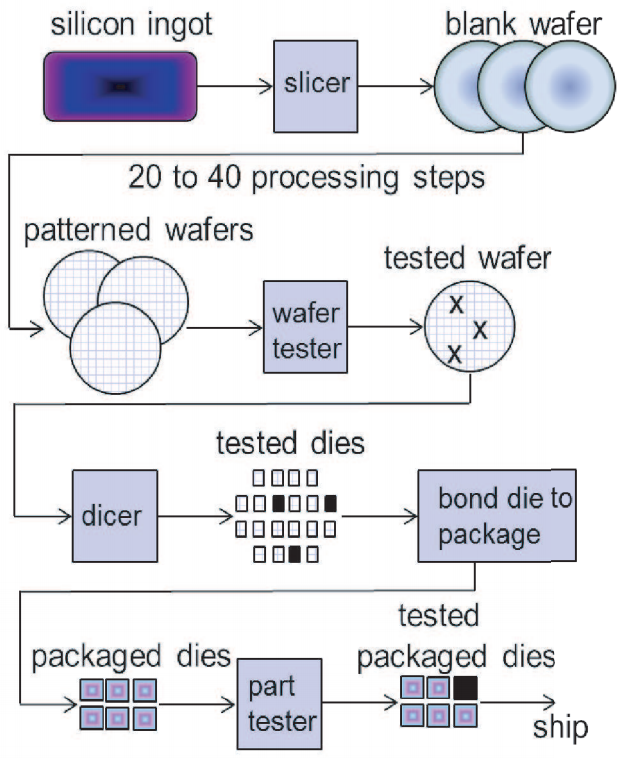 silicon ingot
blank wafer
slicer
20 to 40 processing steps
patterned wafers
tested wafer
wafer
tester
X
X
X
tested dies
dicer
bond die to
package
tested
packaged dies
packaged dies
part
tester
ship